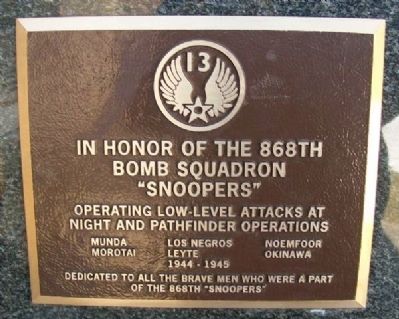 13
IN HONOR OF THE 868TH
BOMB SQUADRON
"SNOOPERS"
OPERATING LOW-LEVEL ATTACKS AT
NIGHT AND PATHFINDER OPERATIONS
MUNDA LOS NEGROS NOEMFOOR
MOROTAI LEYTE OKINAWA
1944 - 1945
DEDICATED TO ALL THE BRAVE MEN WHO WERE A PART
OF THE 868TH "SNOOPERS"